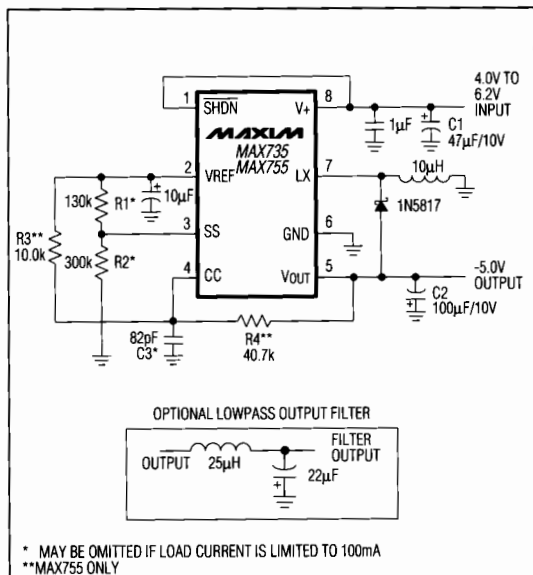 4.0V TO
6.2V
INPUT
1
SHDN
V+
8
MAXIM
MAX735
MAX755
1µF
C1
47µF/10V
2
VREF
LX
7
10µH
130k
R1*
10µF
1N5817
R3**
10.0k
3
SS
GND
6
300k
R2*
4
CC
VOUT
5
-5.0V
OUTPUT
C2
100µF/10V
82pF
C3*
R4**
40.7k
OPTIONAL LOWPASS OUTPUT FILTER
OUTPUT
25µH
FILTER
OUTPUT
22µF
* MAY BE OMITTED IF LOAD CURRENT IS LIMITED TO 100mA
**MAX755 ONLY